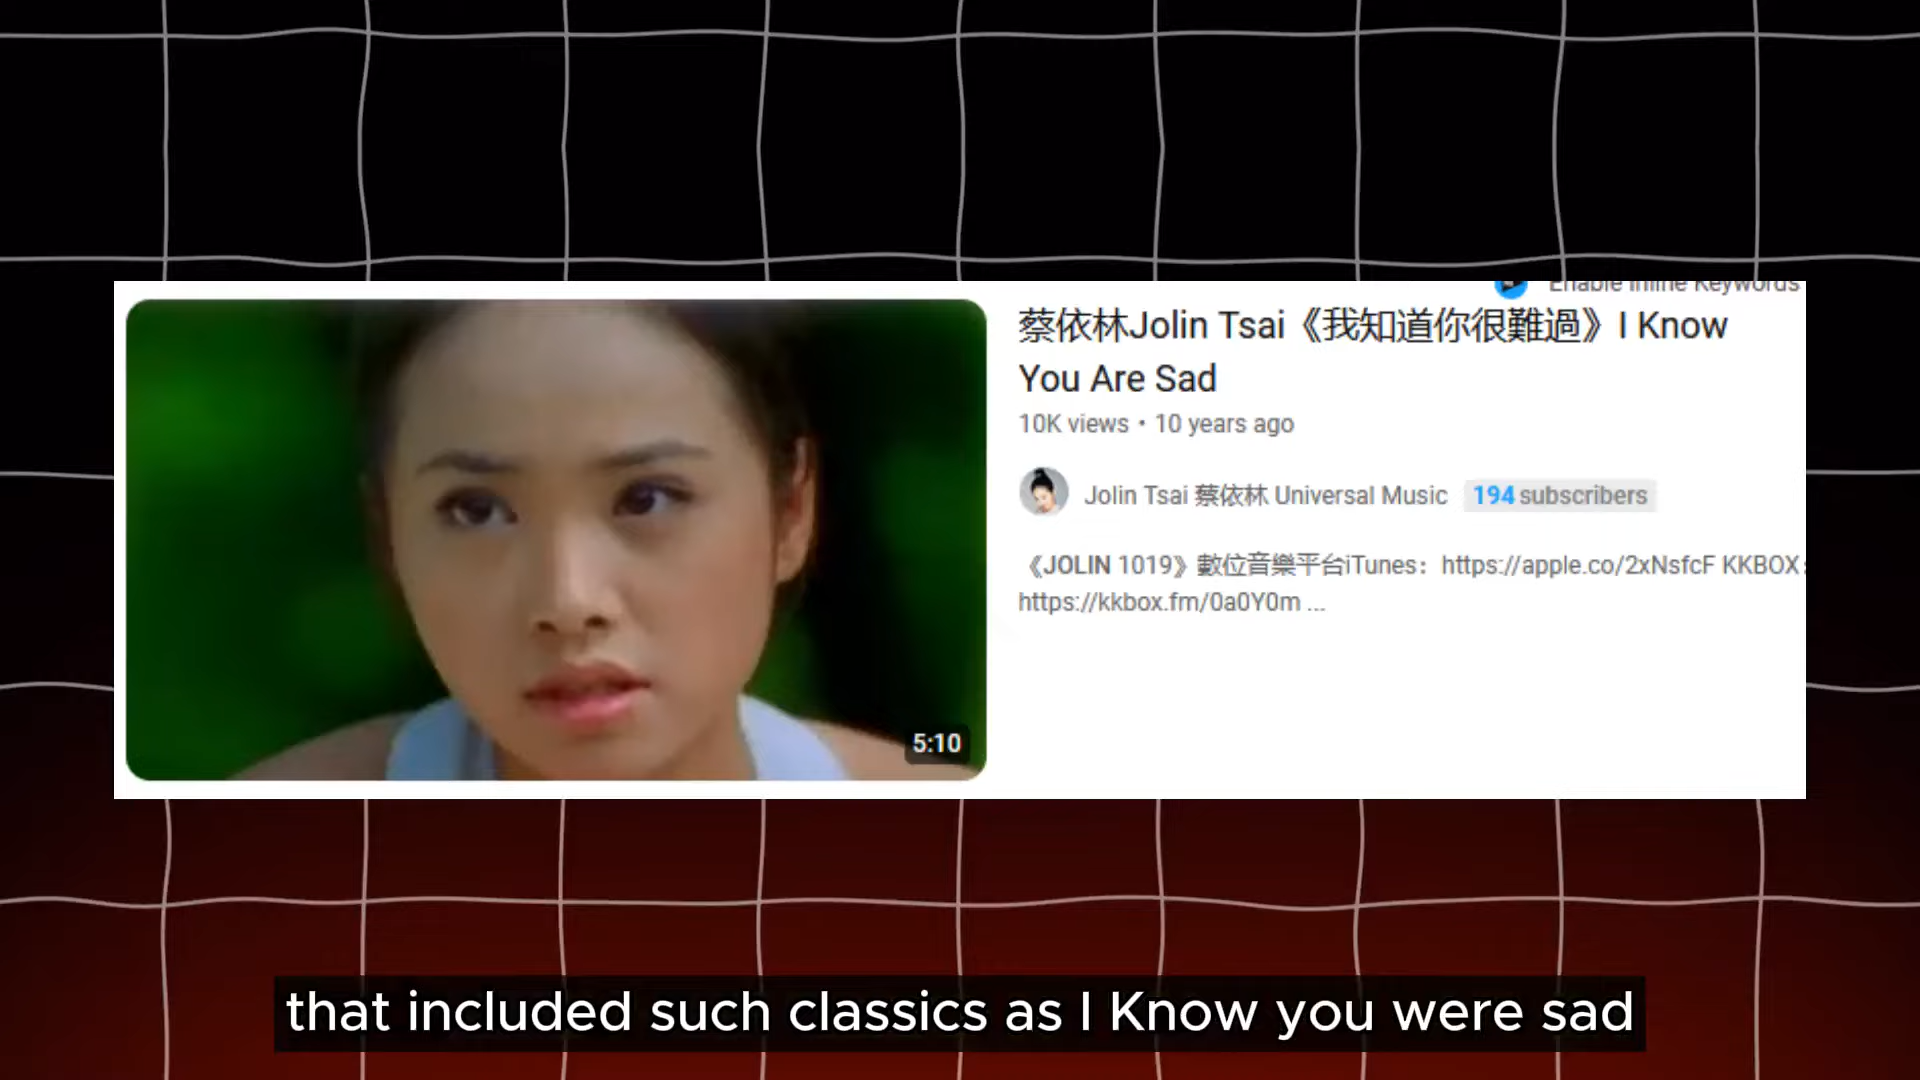 Enable Inline Keywords
蔡依林Jolin Tsai《我知道你很難過》I Know
You Are Sad
10K views • 10 years ago
Jolin Tsai 蔡依林 Universal Music 194 subscribers
《JOLIN 1019》數位音樂平台iTunes：https://apple.co/2xNsfcF KKBOX：
https://kkbox.fm/0a0Y0m ...
5:10
that included such classics as I Know you were sad